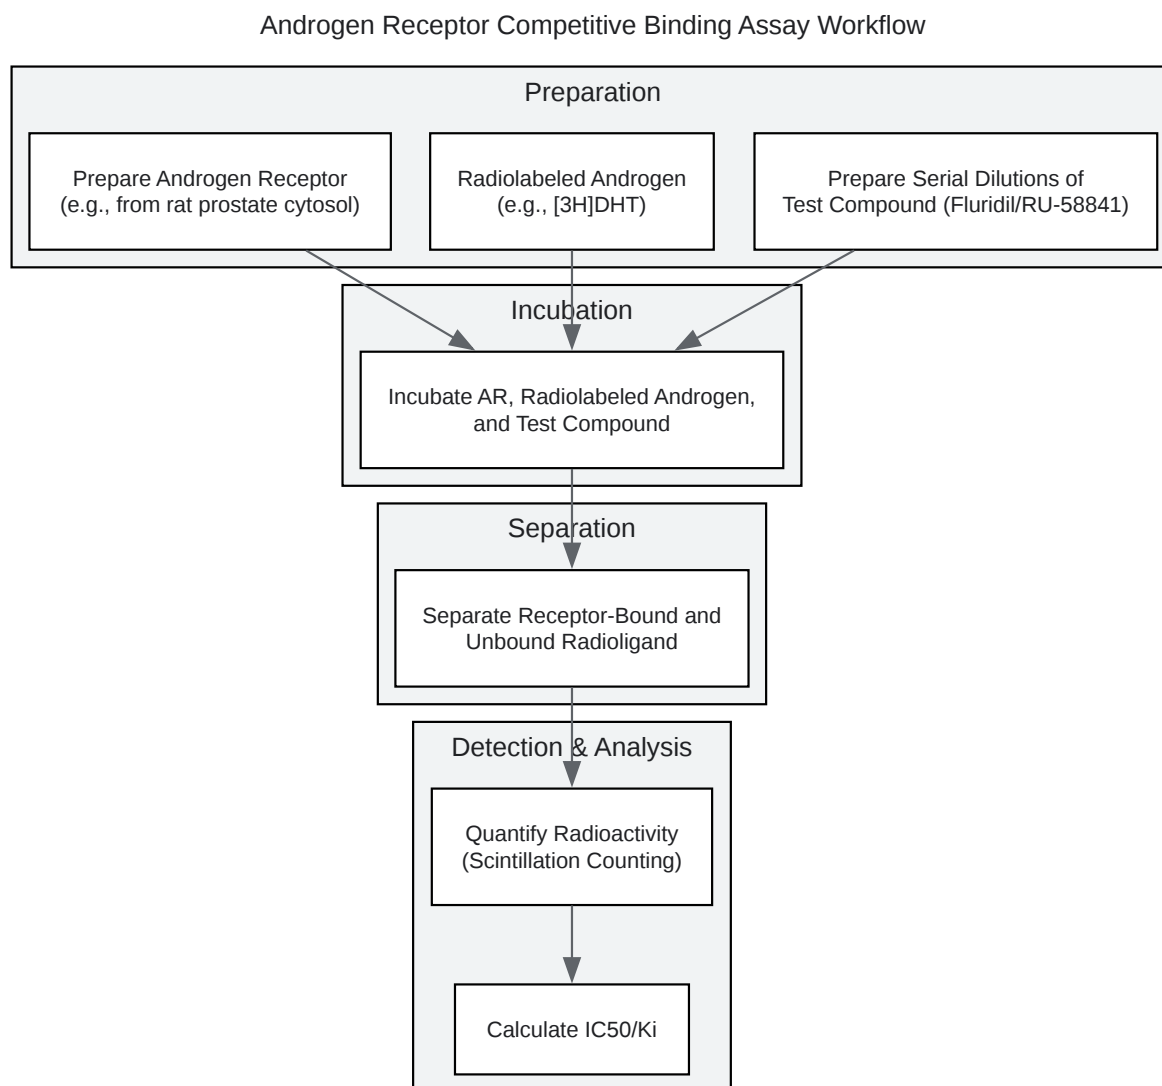 Androgen Receptor Competitive Binding Assay Workflow
Preparation
Prepare Androgen Receptor
(e.g., from rat prostate cytosol)
Radiolabeled Androgen
(e.g., [3H]DHT)
Prepare Serial Dilutions of
Test Compound (Fluridil/RU-58841)
Incubation
Incubate AR, Radiolabeled Androgen,
and Test Compound
Separation
Separate Receptor-Bound and
Unbound Radioligand
Detection & Analysis
Quantify Radioactivity
(Scintillation Counting)
Calculate IC50/Ki